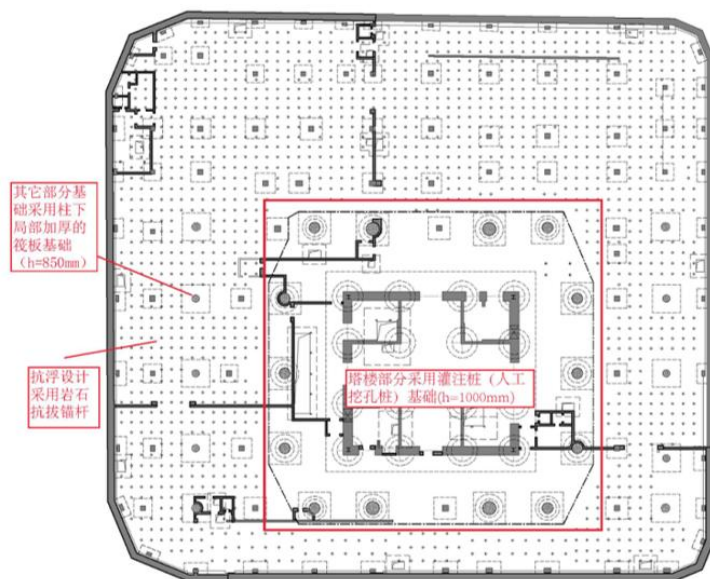 其它部分基
础采用柱下
局部加厚的
筏板基础
（h=850mm）
抗浮设计
采用岩石
抗拔锚杆
塔楼部分采用灌注桩（人工
挖孔桩）基础(h=1000mm)